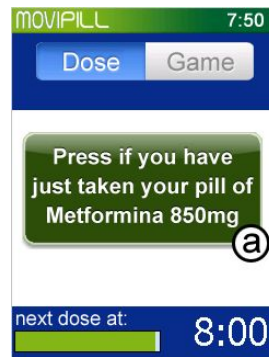 MOVIPILL 7:50
Dose Game
Press if you have
just taken your pill of
Metformina 850mg
a
next dose at:
8:00